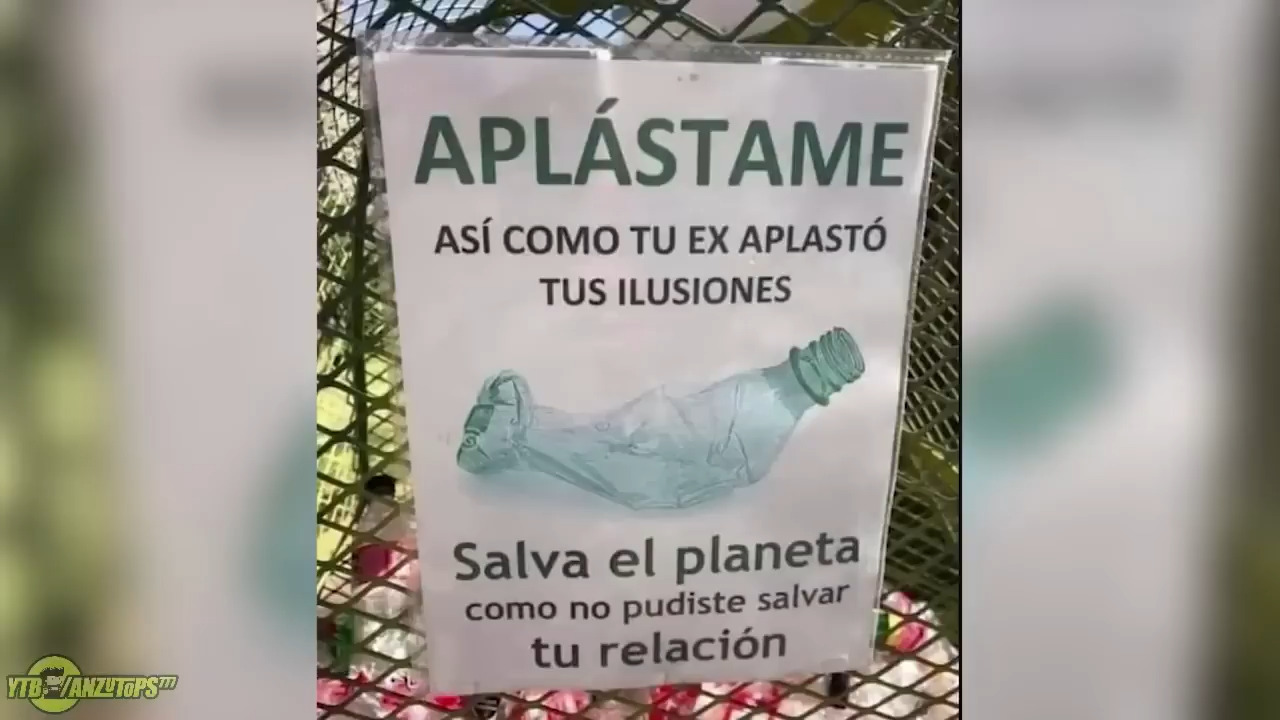 APLÁSTAME
ASÍ COMO TU EX APLASTÓ
TUS ILUSIONES
Salva el planeta
como no pudiste salvar
tu relación
YTB /ANZUTOPS777